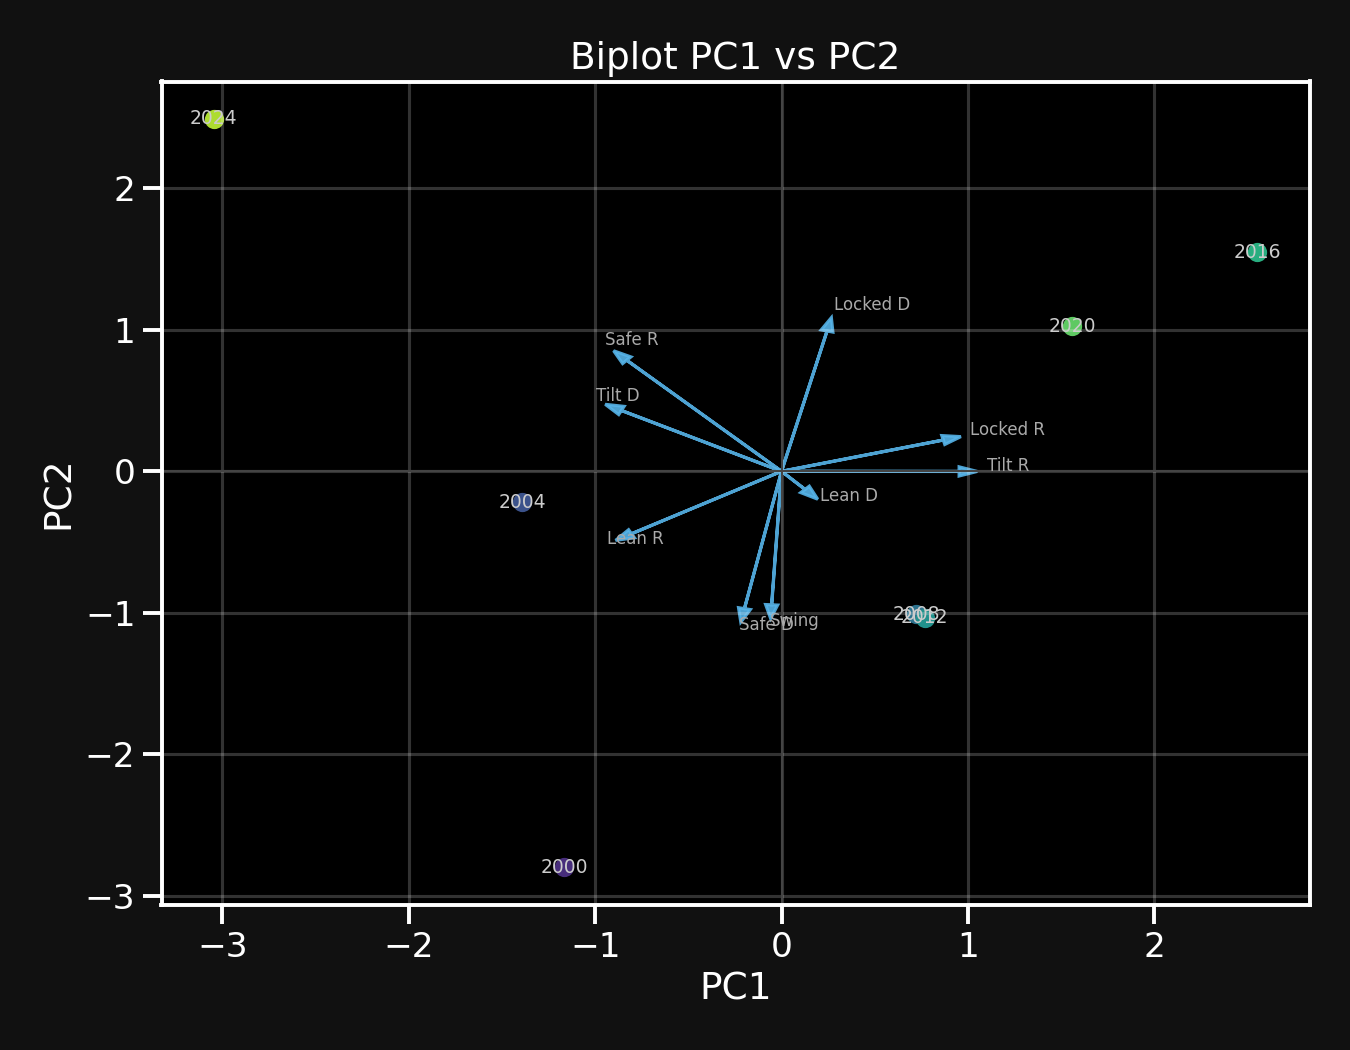 Biplot PC1 vs PC2
2024
2
2016
Locked D
2020
1
Safe R
Tilt D
Locked R
Tilt R
0
PC2
Lean D
2004
Lean R
2008
−1
2012
Swing
Safe D
−2
2000
−3
−3
−2
−1
0
1
2
PC1